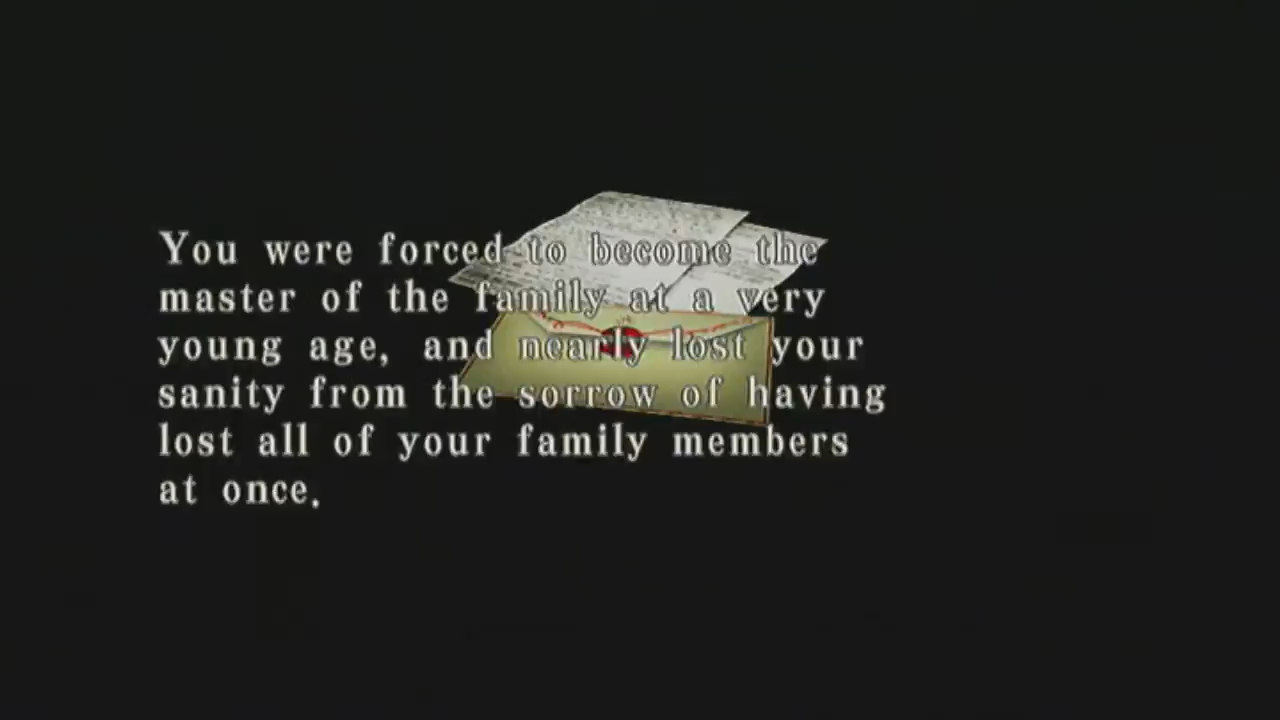 You were forced to become the
master of the family at a very
young age, and nearly lost your
sanity from the sorrow of having
lost all of your family members
at once.